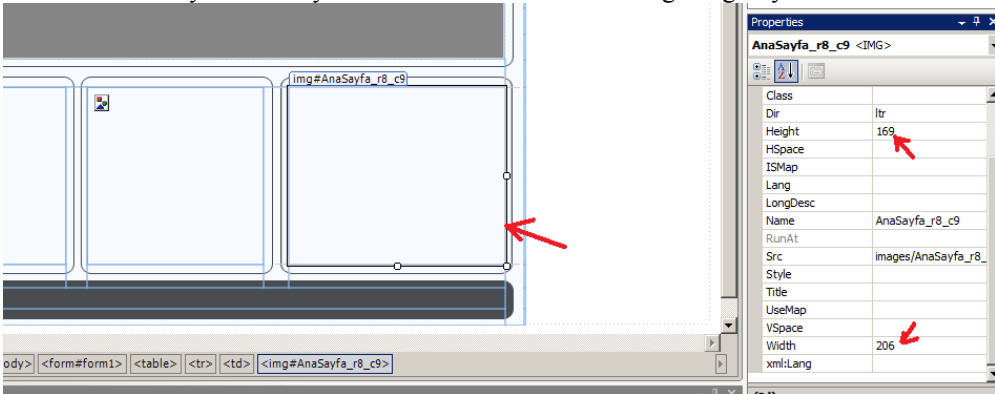 Properties
AnaSayfa_r8_c9 <IMG>
img#AnaSayfa_r8_c9
Class
Dir ltr
Height 169
HSpace
ISMap
Lang
LongDesc
Name AnaSayfa_r8_c9
RunAt
Src images/AnaSayfa_r8_
Style
Title
UseMap
VSpace
Width 206
xml:Lang
ody> <form#form1> <table> <tr> <td> <img#AnaSayfa_r8_c9>